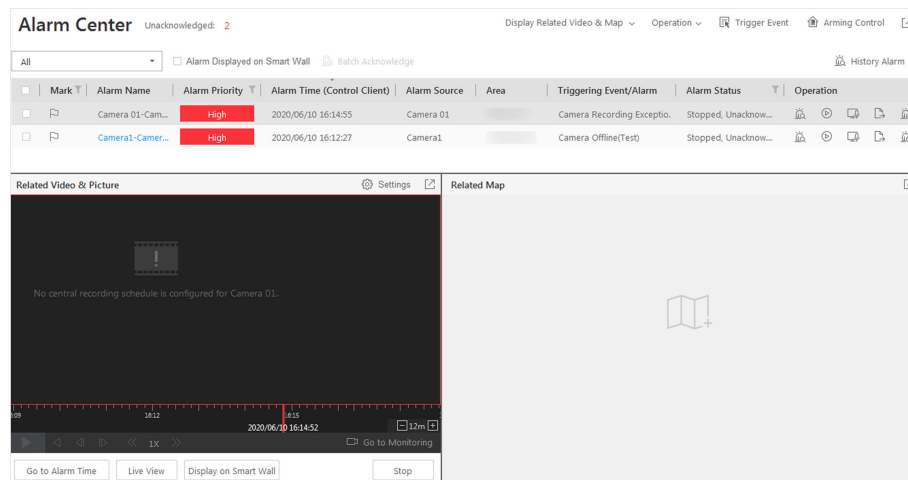 Alarm Center Unacknowledged: 2 Display Related Video & Map Operation Trigger Event Arming Control
All Alarm Displayed on Smart Wall Batch Acknowledge History Alarm
Mark Alarm Name Alarm Priority Alarm Time (Control Client) Alarm Source Area Triggering Event/Alarm Alarm Status Operation
Camera 01-Cam... High 2020/06/10 16:14:55 Camera 01 Camera Recording Exceptio. Stopped, Unacknow...
Camera1-Camer... High 2020/06/10 16:12:27 Camera1 Camera Offline(Test) Stopped, Unacknow...
Related Video & Picture Settings Related Map
No central recording schedule is configured for Camera 01.
:09 16:12 16:15
2020/06/10 16:14:52 12m
1X Go to Monitoring
Go to Alarm Time Live View Display on Smart Wall Stop